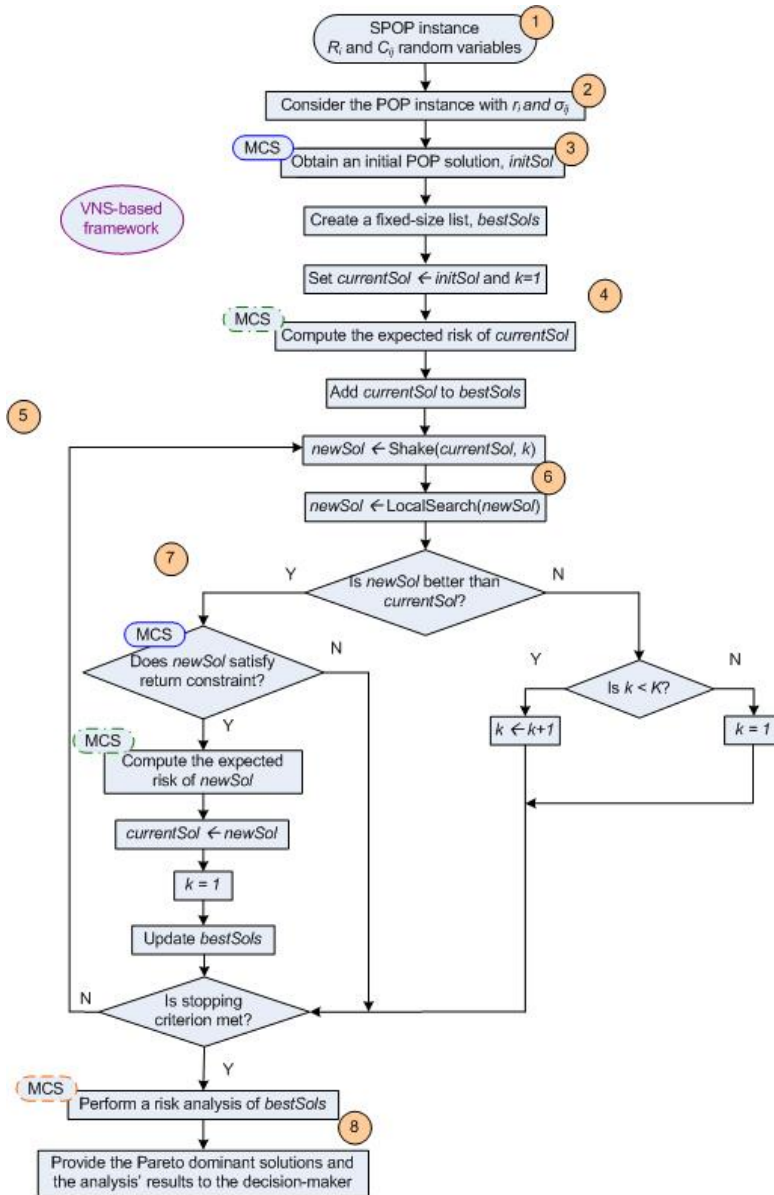 1
SPOP instance
Rᵢ and Cᵢⱼ random variables
2
Consider the POP instance with rᵢ and σᵢⱼ
MCS
3
Obtain an initial POP solution, initSol
VNS-based
framework
Create a fixed-size list, bestSols
Set currentSol ← initSol and k=1
4
MCS
Compute the expected risk of currentSol
Add currentSol to bestSols
5
newSol ← Shake(currentSol, k)
6
newSol ← LocalSearch(newSol)
7
Y
Is newSol better than
currentSol?
N
MCS
Does newSol satisfy
return constraint?
N
Y
Is k < K?
N
Y
k ← k+1
k = 1
MCS
Compute the expected
risk of newSol
currentSol ← newSol
k = 1
Update bestSols
N
Is stopping
criterion met?
Y
MCS
Perform a risk analysis of bestSols
8
Provide the Pareto dominant solutions and
the analysis' results to the decision-maker